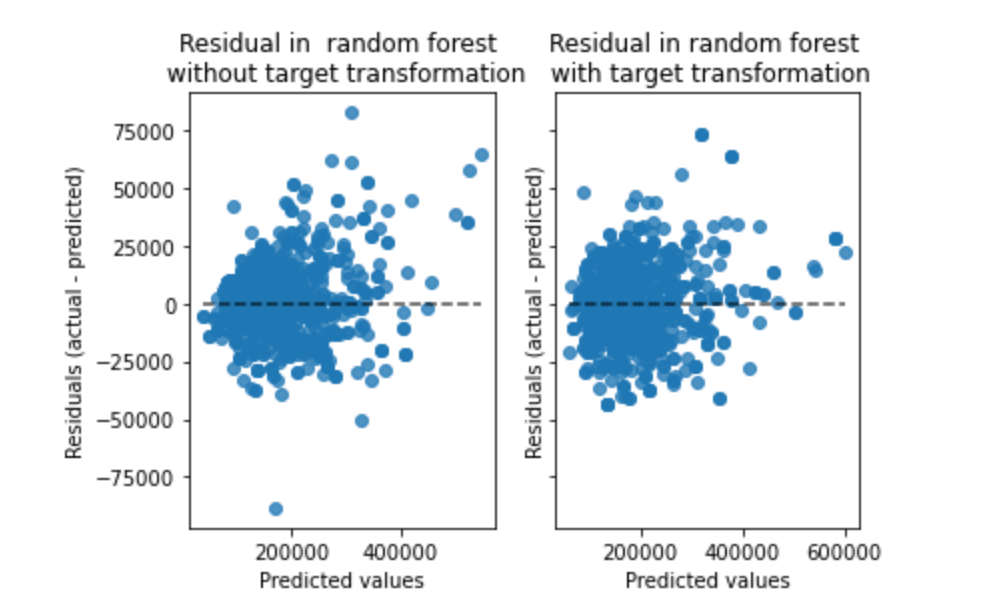 Residual in  random forest
without target transformation
75000
50000
25000
0
−25000
−50000
−75000
Residuals (actual - predicted)
200000 400000
Predicted values
Residual in random forest
with target transformation
Residuals (actual - predicted)
200000 400000 600000
Predicted values